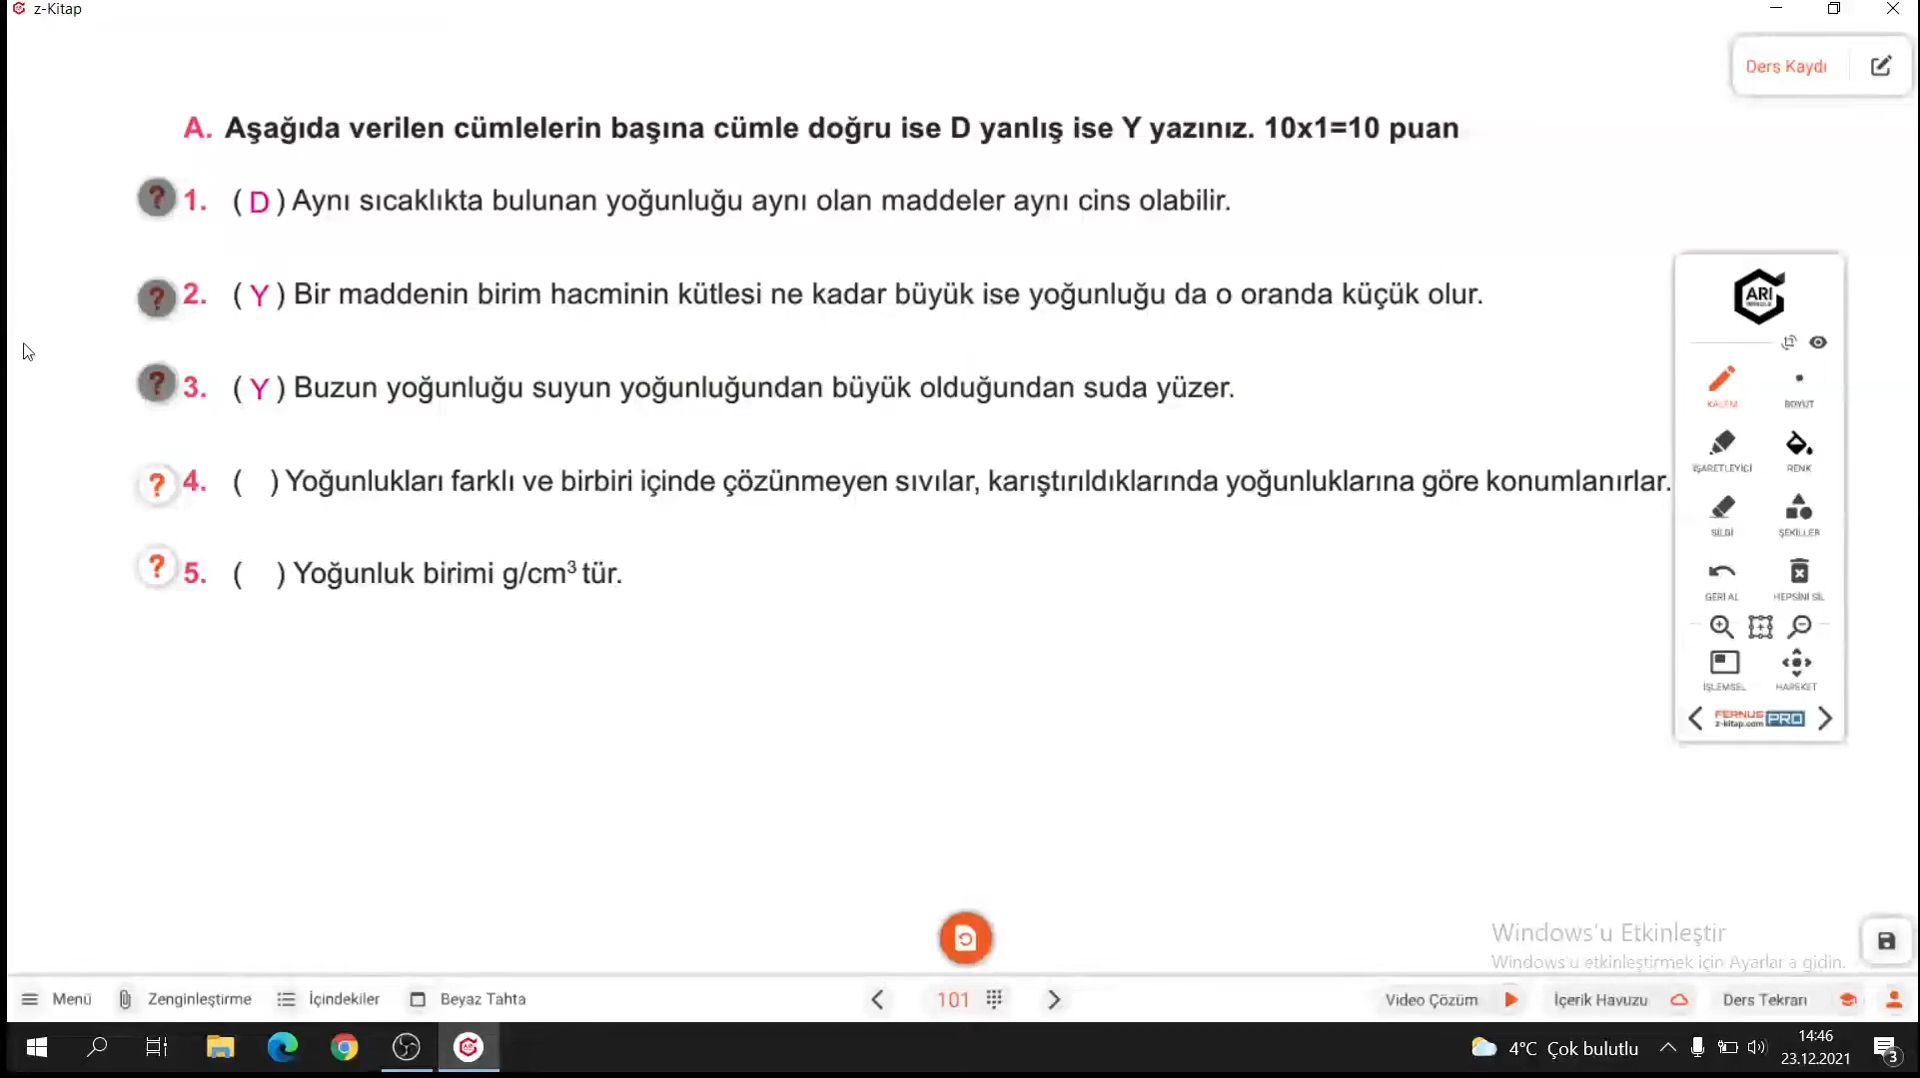 z-Kitap
Ders Kaydı
A. Aşağıda verilen cümlelerin başına cümle doğru ise D yanlış ise Y yazınız. 10x1=10 puan
? 1. ( D ) Aynı sıcaklıkta bulunan yoğunluğu aynı olan maddeler aynı cins olabilir.
? 2. ( Y ) Bir maddenin birim hacminin kütlesi ne kadar büyük ise yoğunluğu da o oranda küçük olur.
? 3. ( Y ) Buzun yoğunluğu suyun yoğunluğundan büyük olduğundan suda yüzer.
? 4. (   ) Yoğunlukları farklı ve birbiri içinde çözünmeyen sıvılar, karıştırıldıklarında yoğunluklarına göre konumlanırlar.
? 5. (   ) Yoğunluk birimi g/cm³ tür.
ARI
KALEM BOYUT
İŞARETLEYİCİ RENK
SİLGİ ŞEKİLLER
GERİ AL HEPSİNİ SİL
İŞLEMSEL HAREKET
FERNUS PRO
z-kitap.com
Windows'u Etkinleştir
Windows'u etkinleştirmek için Ayarlar'a gidin.
Menü Zenginleştirme İçindekiler Beyaz Tahta 101 Video Çözüm İçerik Havuzu Ders Tekrarı
4°C Çok bulutlu
14:46
23.12.2021
3